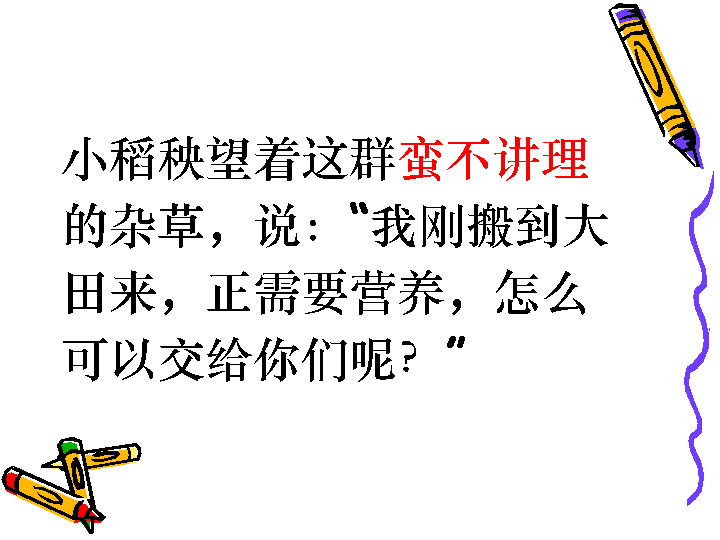 小稻秧望着这群蛮不讲理
的杂草，说：“我刚搬到大
田来，正需要营养，怎么
可以交给你们呢？”